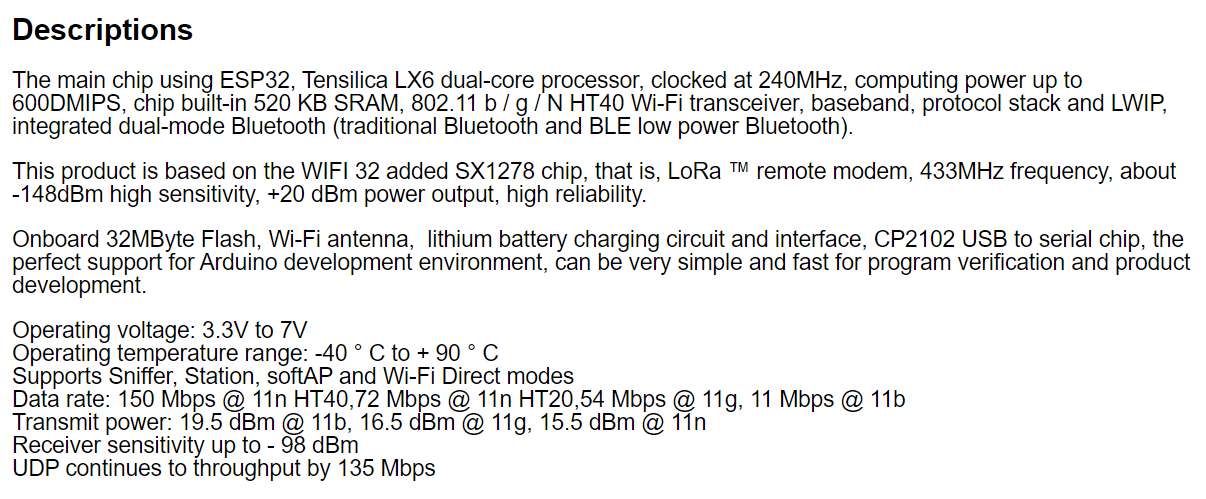 Descriptions
The main chip using ESP32, Tensilica LX6 dual-core processor, clocked at 240MHz, computing power up to
600DMIPS, chip built-in 520 KB SRAM, 802.11 b / g / N HT40 Wi-Fi transceiver, baseband, protocol stack and LWIP,
integrated dual-mode Bluetooth (traditional Bluetooth and BLE low power Bluetooth).
This product is based on the WIFI 32 added SX1278 chip, that is, LoRa ™ remote modem, 433MHz frequency, about
-148dBm high sensitivity, +20 dBm power output, high reliability.
Onboard 32MByte Flash, Wi-Fi antenna,  lithium battery charging circuit and interface, CP2102 USB to serial chip, the
perfect support for Arduino development environment, can be very simple and fast for program verification and product
development.
Operating voltage: 3.3V to 7V
Operating temperature range: -40 ° C to + 90 ° C
Supports Sniffer, Station, softAP and Wi-Fi Direct modes
Data rate: 150 Mbps @ 11n HT40,72 Mbps @ 11n HT20,54 Mbps @ 11g, 11 Mbps @ 11b
Transmit power: 19.5 dBm @ 11b, 16.5 dBm @ 11g, 15.5 dBm @ 11n
Receiver sensitivity up to - 98 dBm
UDP continues to throughput by 135 Mbps